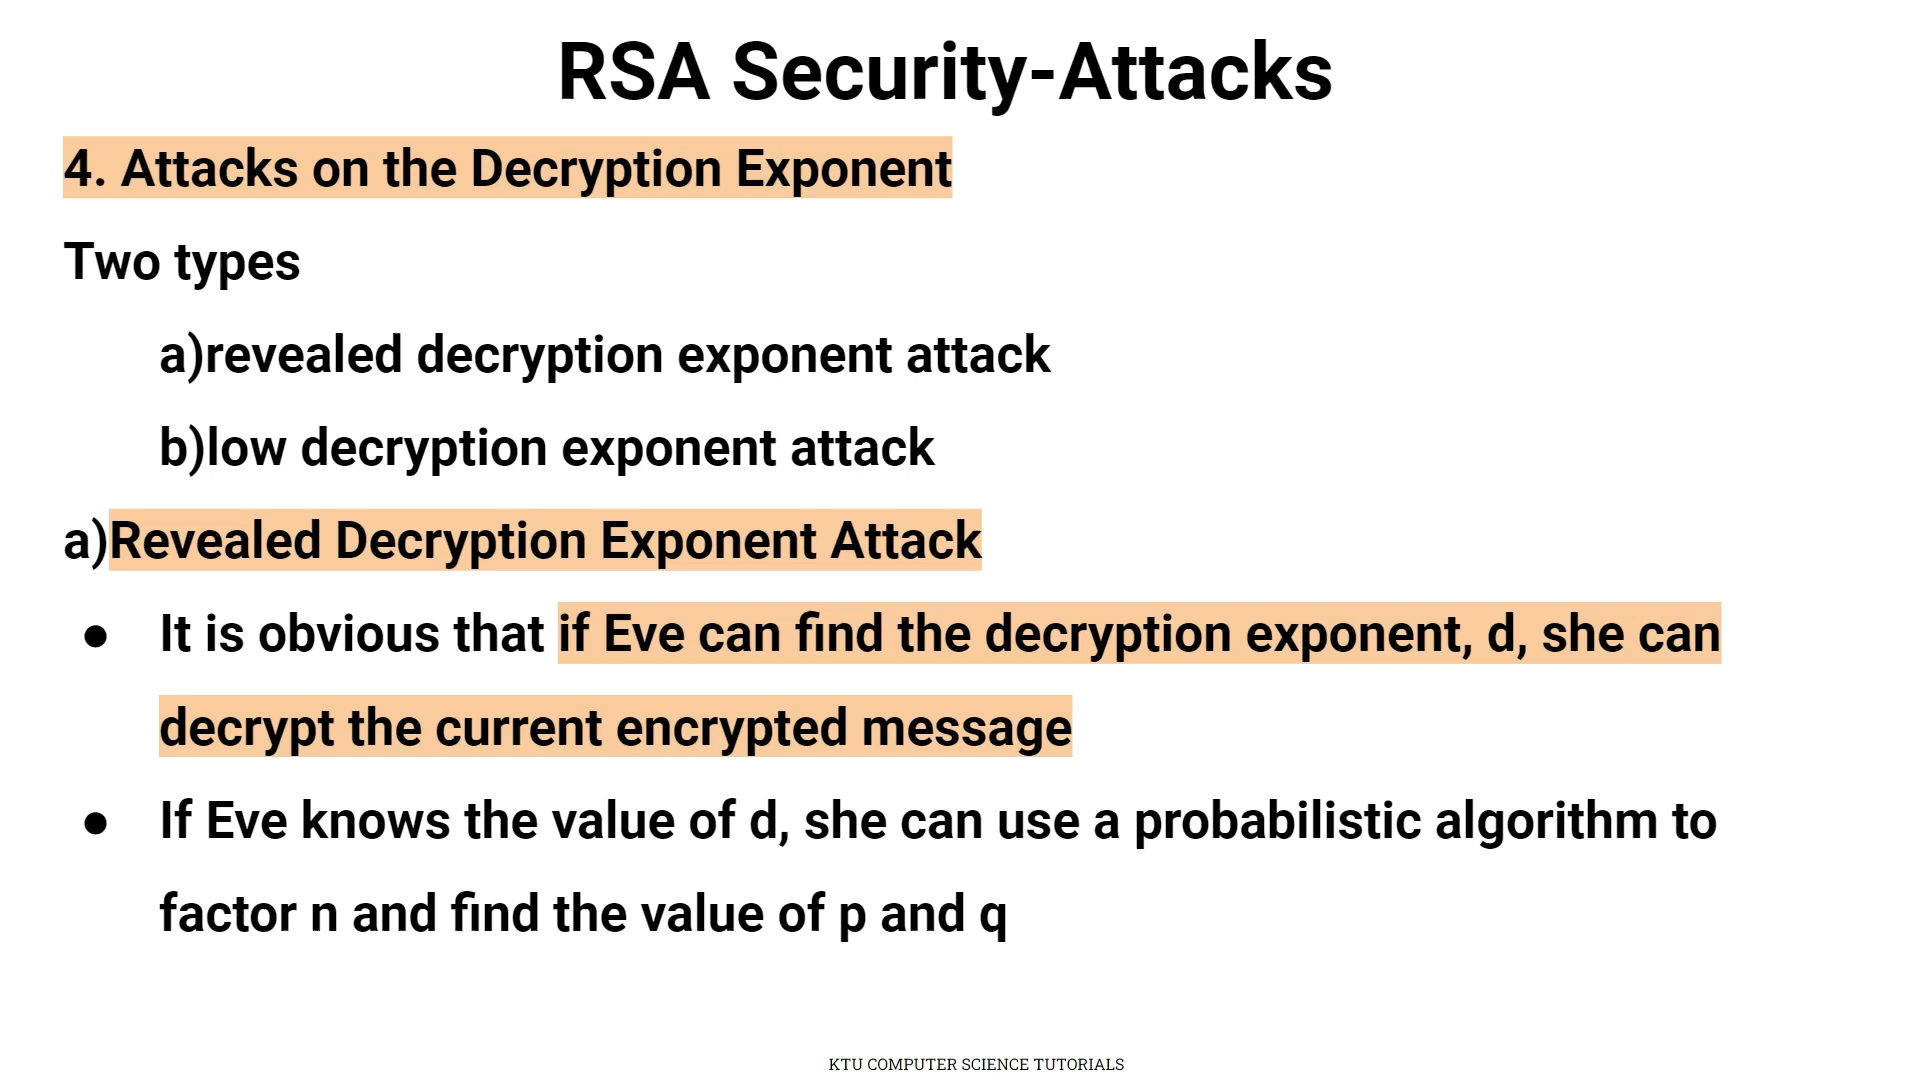 RSA Security-Attacks
4. Attacks on the Decryption Exponent
Two types
a)revealed decryption exponent attack
b)low decryption exponent attack
a)Revealed Decryption Exponent Attack
● It is obvious that if Eve can find the decryption exponent, d, she can
decrypt the current encrypted message
● If Eve knows the value of d, she can use a probabilistic algorithm to
factor n and find the value of p and q
KTU COMPUTER SCIENCE TUTORIALS